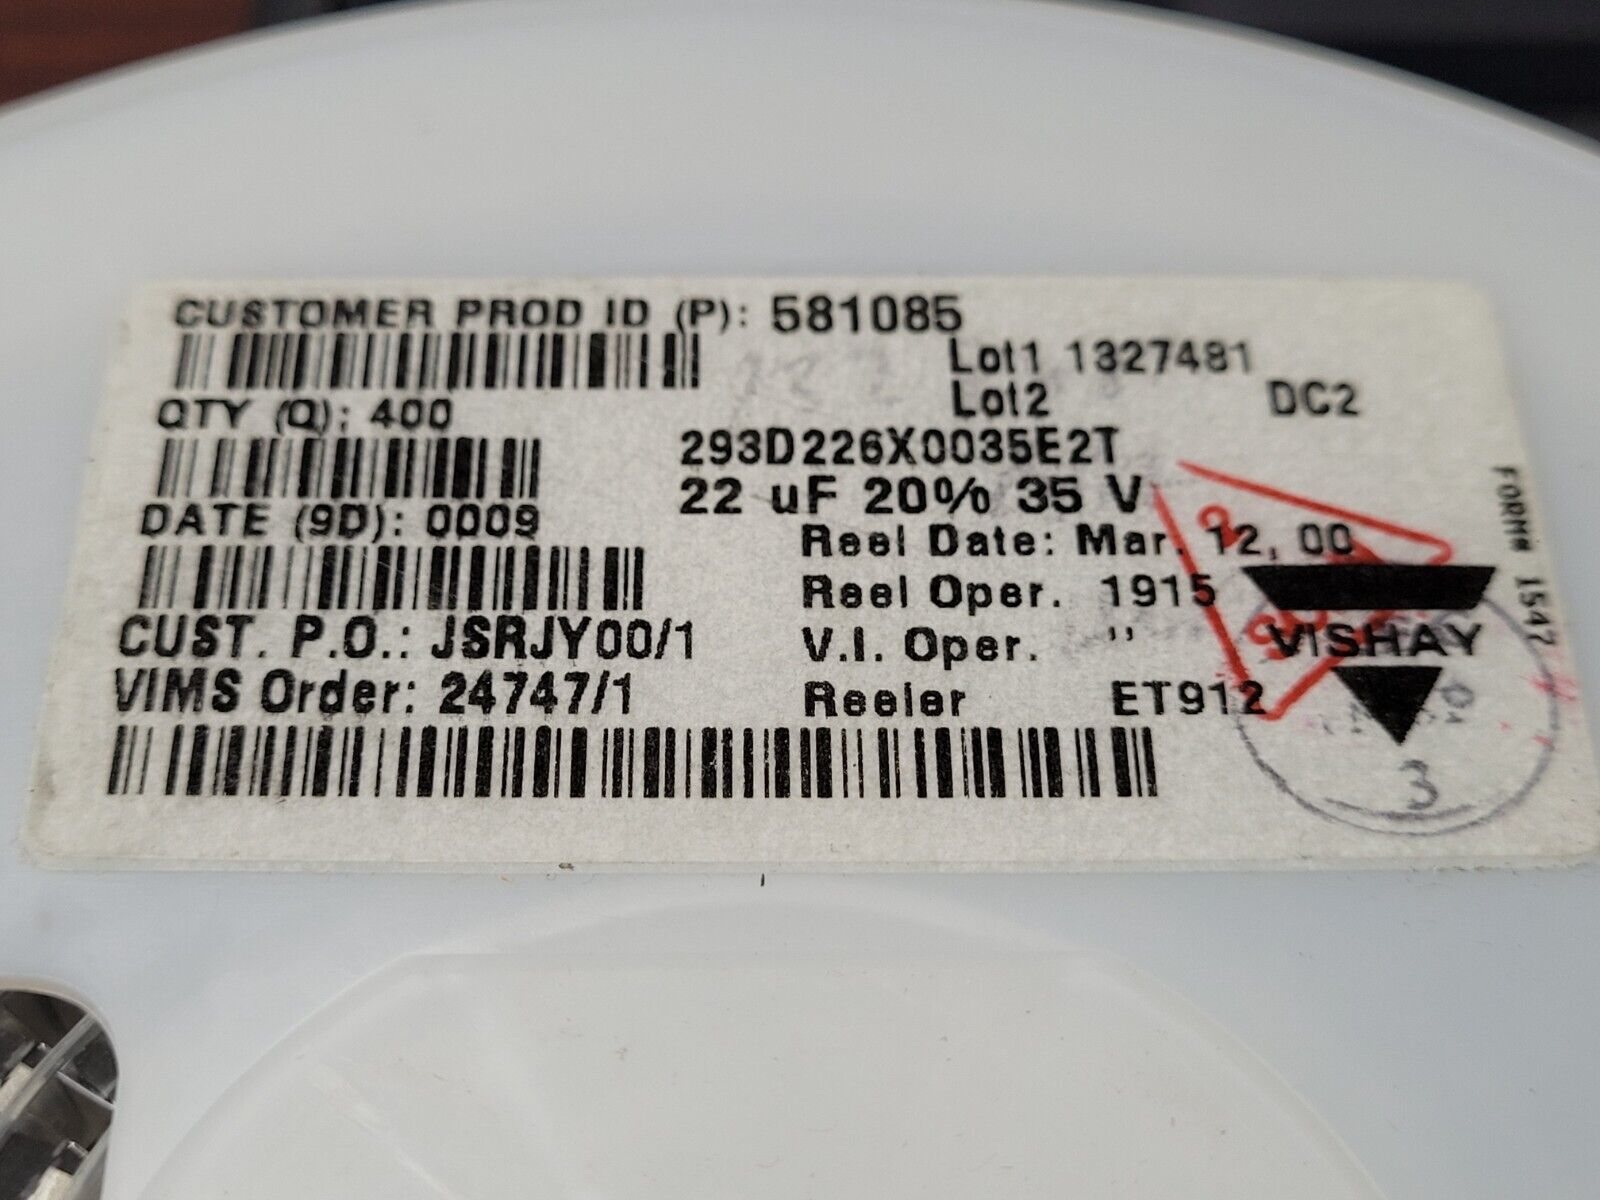 CUSTOMER PROD ID (P): 581085
Lot1 1327481
Lot2 DC2
QTY (Q): 400
293D226X0035E2T
22 uF 20% 35 V
DATE (9D): 0009
Reel Date: Mar. 12, 00
Reel Oper. 1915
CUST. P.O.: JSRJY00/1
V.I. Oper. "
VIMS Order: 24747/1
Reeler ET912
VISHAY
3
FORM# 1547